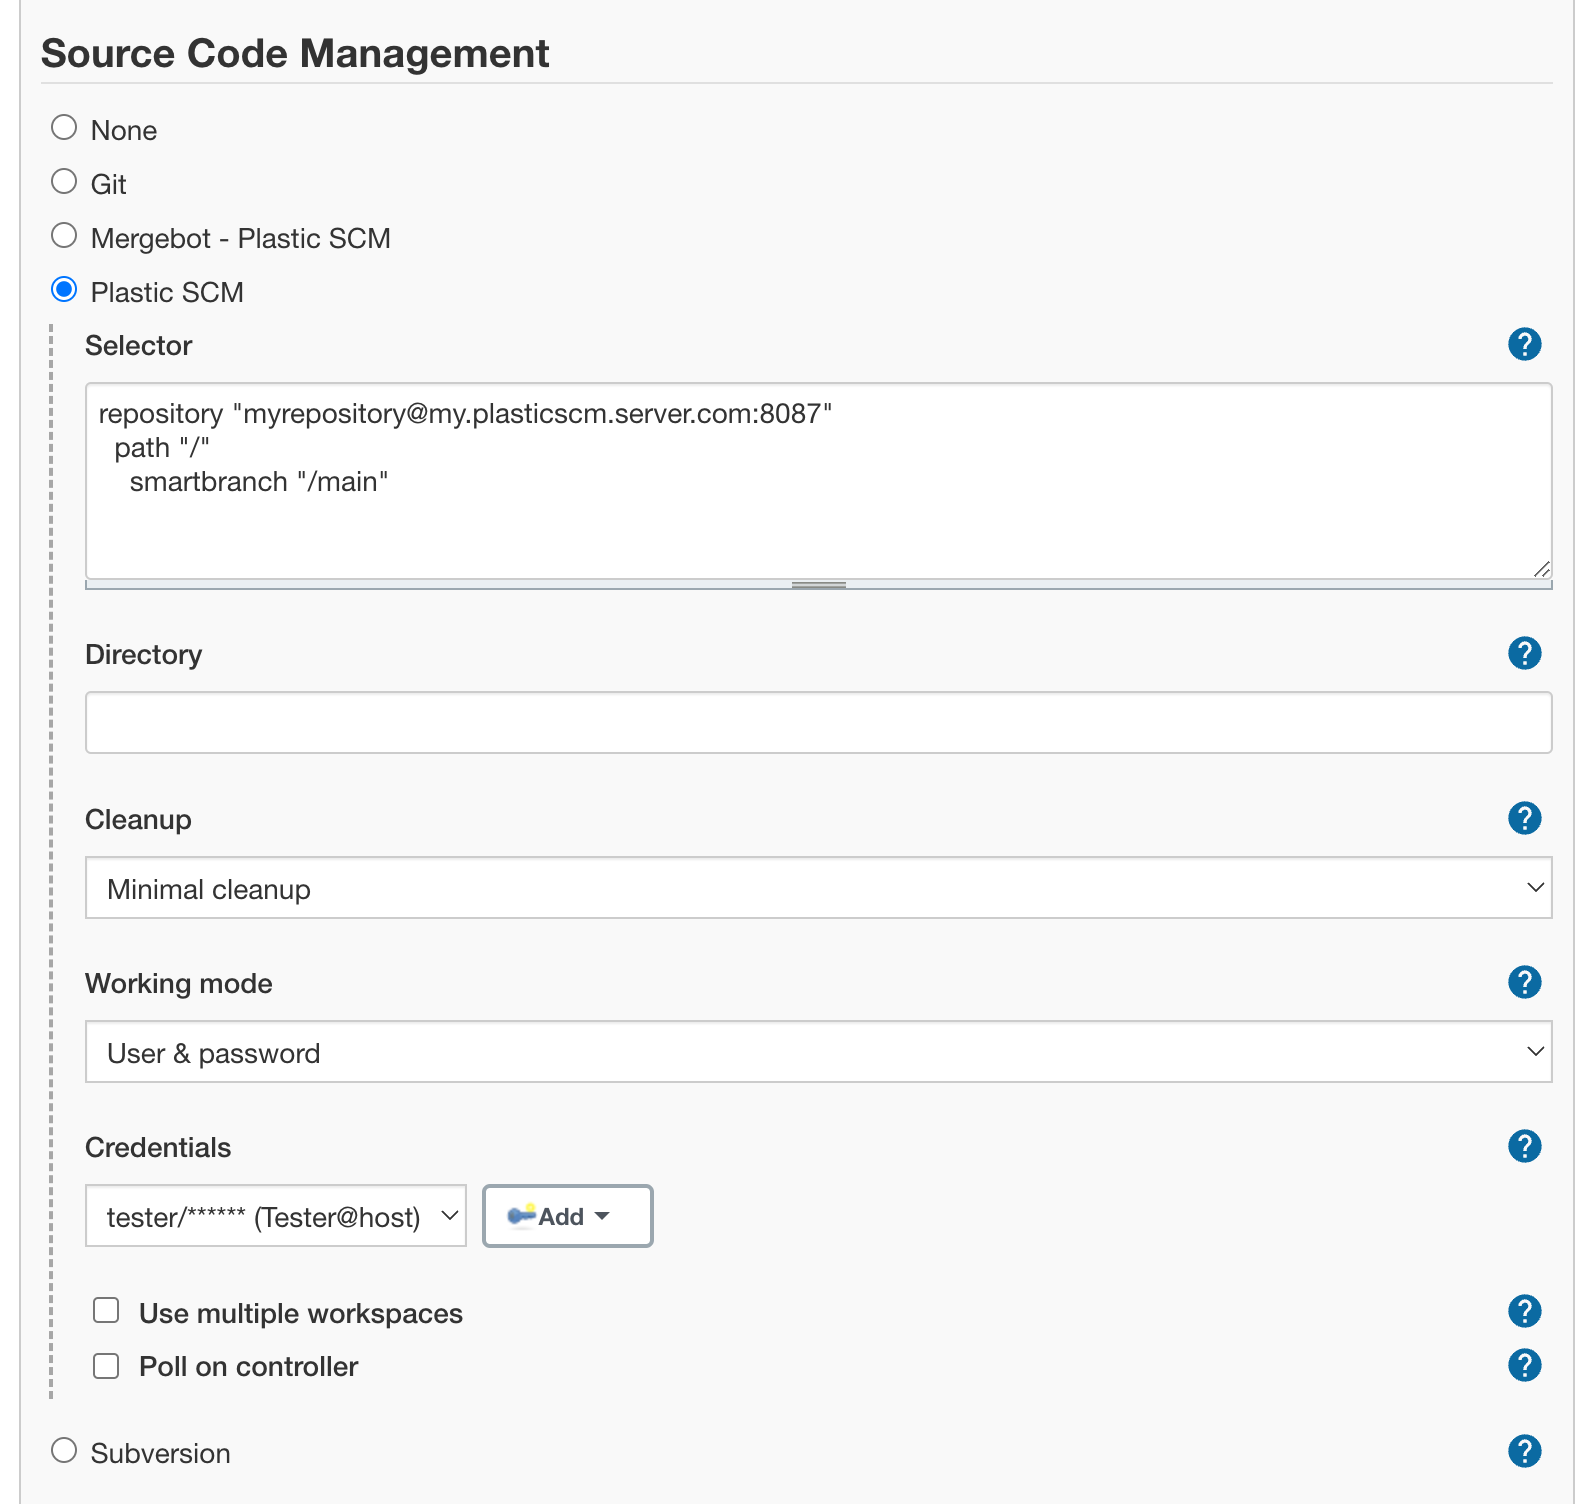 Source Code Management
None
Git
Mergebot - Plastic SCM
Plastic SCM
Selector
repository "myrepository@my.plasticscm.server.com:8087"
path "/"
smartbranch "/main"
Directory
Cleanup
Minimal cleanup
Working mode
User & password
Credentials
tester/****** (Tester@host)
Add
Use multiple workspaces
Poll on controller
Subversion